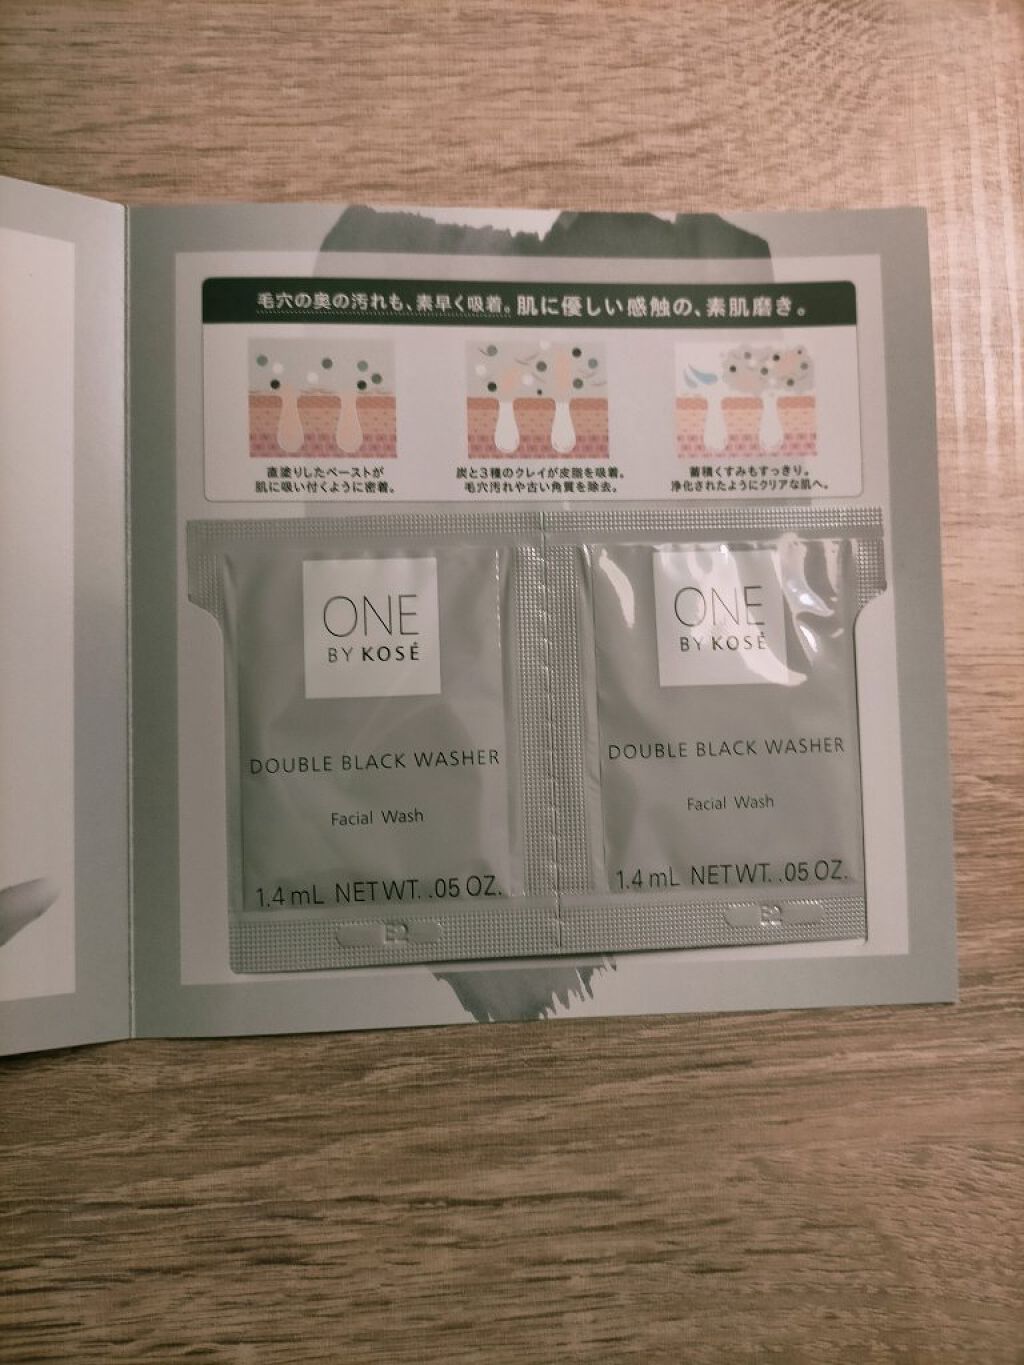 毛穴の奥の汚れも、素早く吸着。肌に優しい感触の、素肌磨き。
直塗りしたペーストが
肌に吸い付くように密着。
炭と3種のクレイが皮脂を吸着。
毛穴汚れや古い角質を除去。
蓄積くすみもすっきり。
浄化されたようにクリアな肌へ。
ONE
BY KOSÉ
DOUBLE BLACK WASHER
Facial Wash
1.4 mL NET WT. .05 OZ.
ONE
BY KOSÉ
DOUBLE BLACK WASHER
Facial Wash
1.4 mL NET WT. .05 OZ.